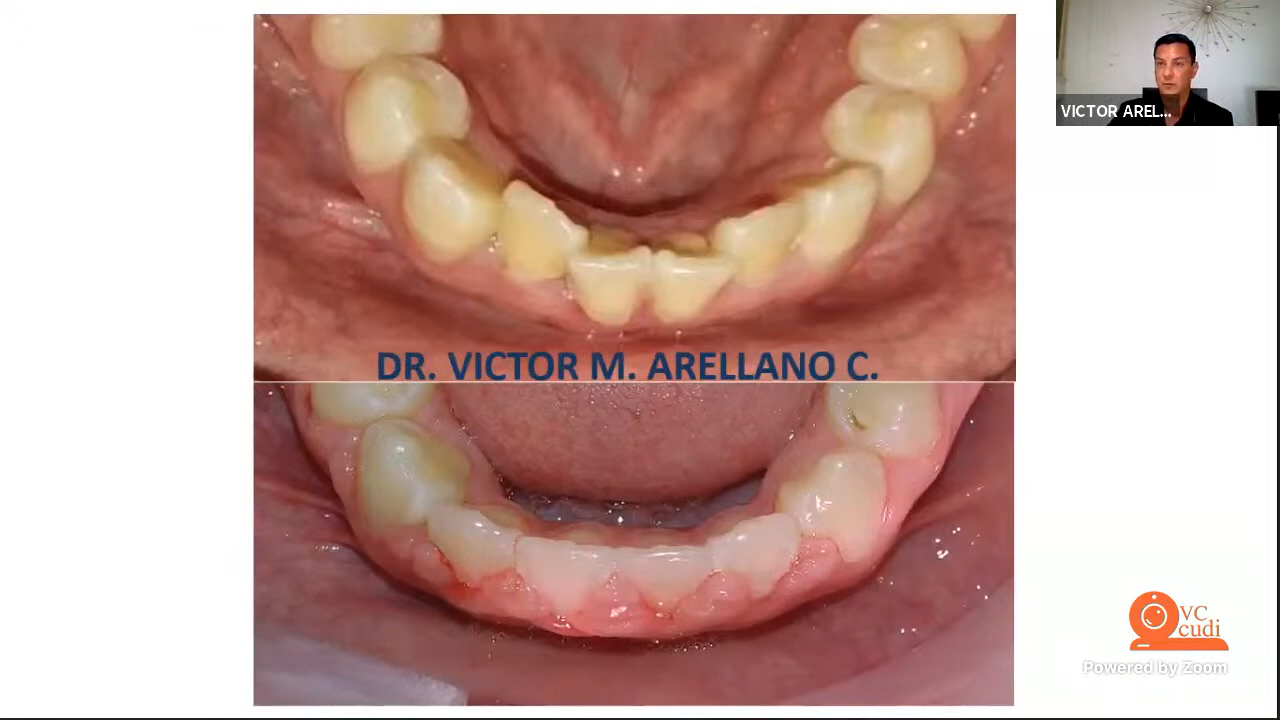 VICTOR AREL...
DR. VICTOR M. ARELLANO C.
VC
cudi
Powered by Zoom